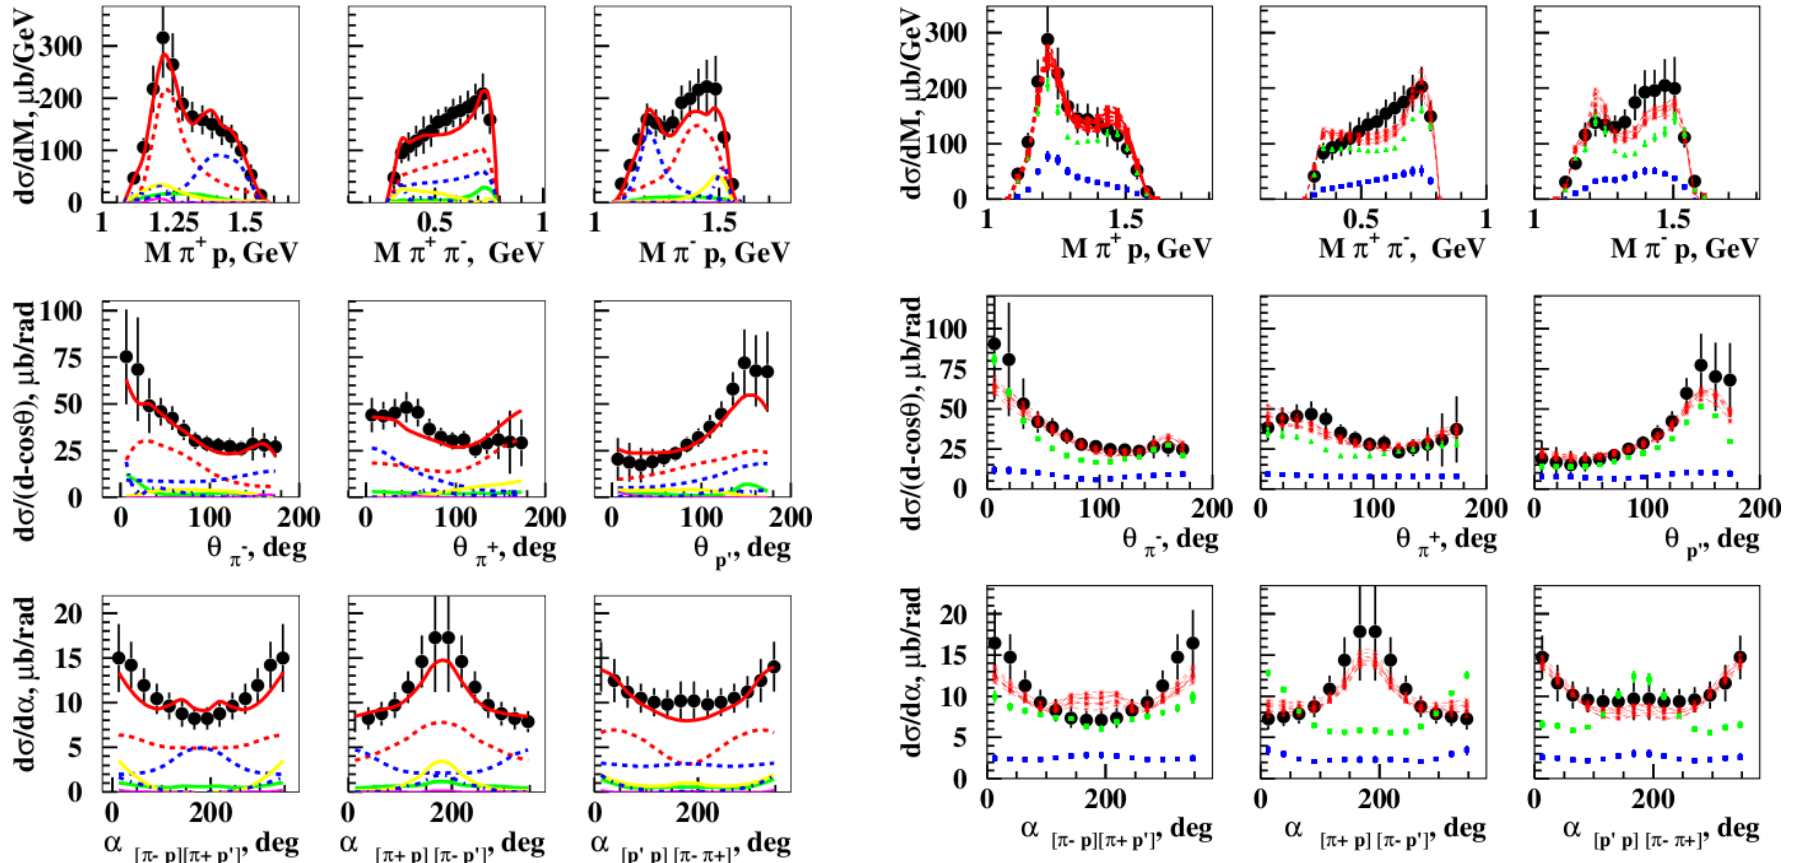 dσ/dM, μb/GeV
300
200
100
0
1 1.25 1.5
M π⁺ p, GeV
0.5 1
M π⁺ π⁻, GeV
1 1.5
M π⁻ p, GeV
dσ/dM, μb/GeV
300
200
100
0
1 1.5
M π⁺ p, GeV
0.5 1
M π⁺ π⁻, GeV
1 1.5
M π⁻ p, GeV
dσ/(d-cosθ), μb/rad
100
75
50
25
0
0 100 200
θ π⁻, deg
0 100 200
θ π⁺, deg
0 100 200
θ p', deg
dσ/(d-cosθ), μb/rad
100
75
50
25
0
0 100 200
θ π⁻, deg
0 100 200
θ π⁺, deg
0 100 200
θ p', deg
dσ/dα, μb/rad
20
15
10
5
0
0 200
α [π- p][π+ p'], deg
0 200
α [π+ p] [π- p'], deg
0 200
α [p' p] [π- π+], deg
dσ/dα, μb/rad
20
15
10
5
0
0 200
α [π- p][π+ p'], deg
0 200
α [π+ p] [π- p'], deg
0 200
α [p' p] [π- π+], deg